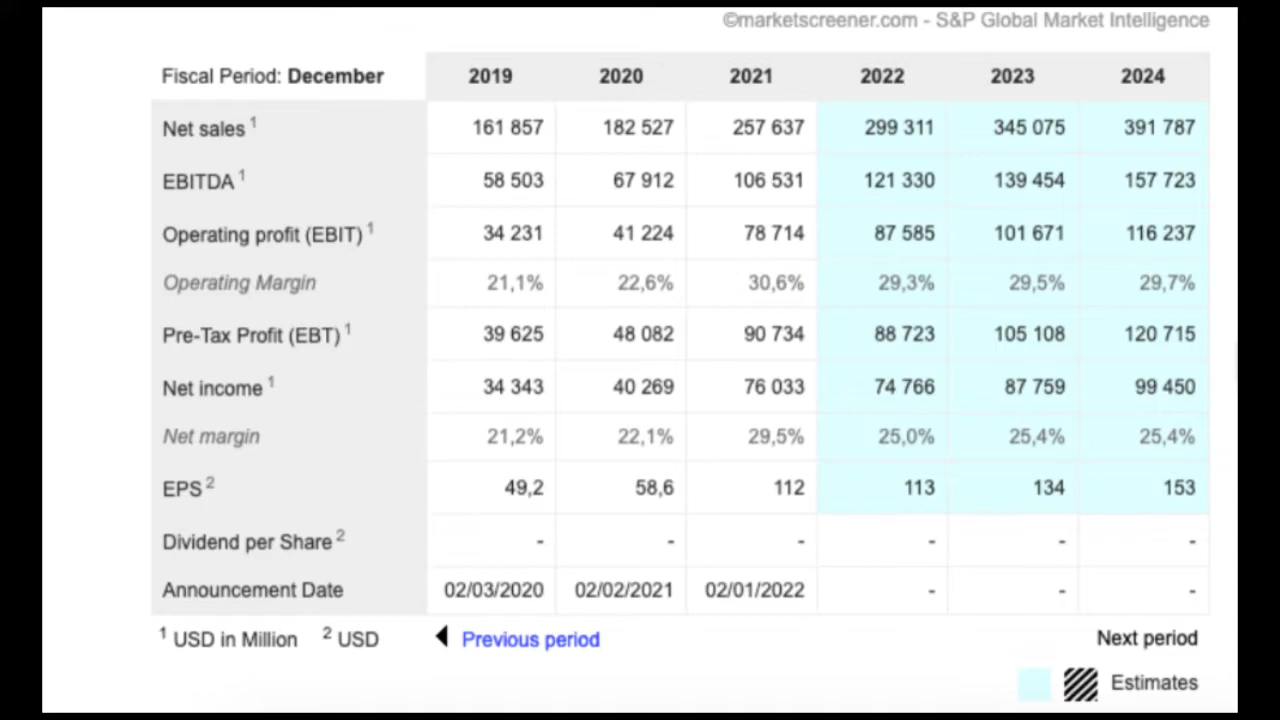 ©marketscreener.com - S&P Global Market Intelligence
Fiscal Period: December 2019 2020 2021 2022 2023 2024
Net sales 1 161 857 182 527 257 637 299 311 345 075 391 787
EBITDA 1 58 503 67 912 106 531 121 330 139 454 157 723
Operating profit (EBIT) 1 34 231 41 224 78 714 87 585 101 671 116 237
Operating Margin 21,1% 22,6% 30,6% 29,3% 29,5% 29,7%
Pre-Tax Profit (EBT) 1 39 625 48 082 90 734 88 723 105 108 120 715
Net income 1 34 343 40 269 76 033 74 766 87 759 99 450
Net margin 21,2% 22,1% 29,5% 25,0% 25,4% 25,4%
EPS 2 49,2 58,6 112 113 134 153
Dividend per Share 2 - - - - - -
Announcement Date 02/03/2020 02/02/2021 02/01/2022 - - -
1 USD in Million 2 USD Previous period Next period
Estimates